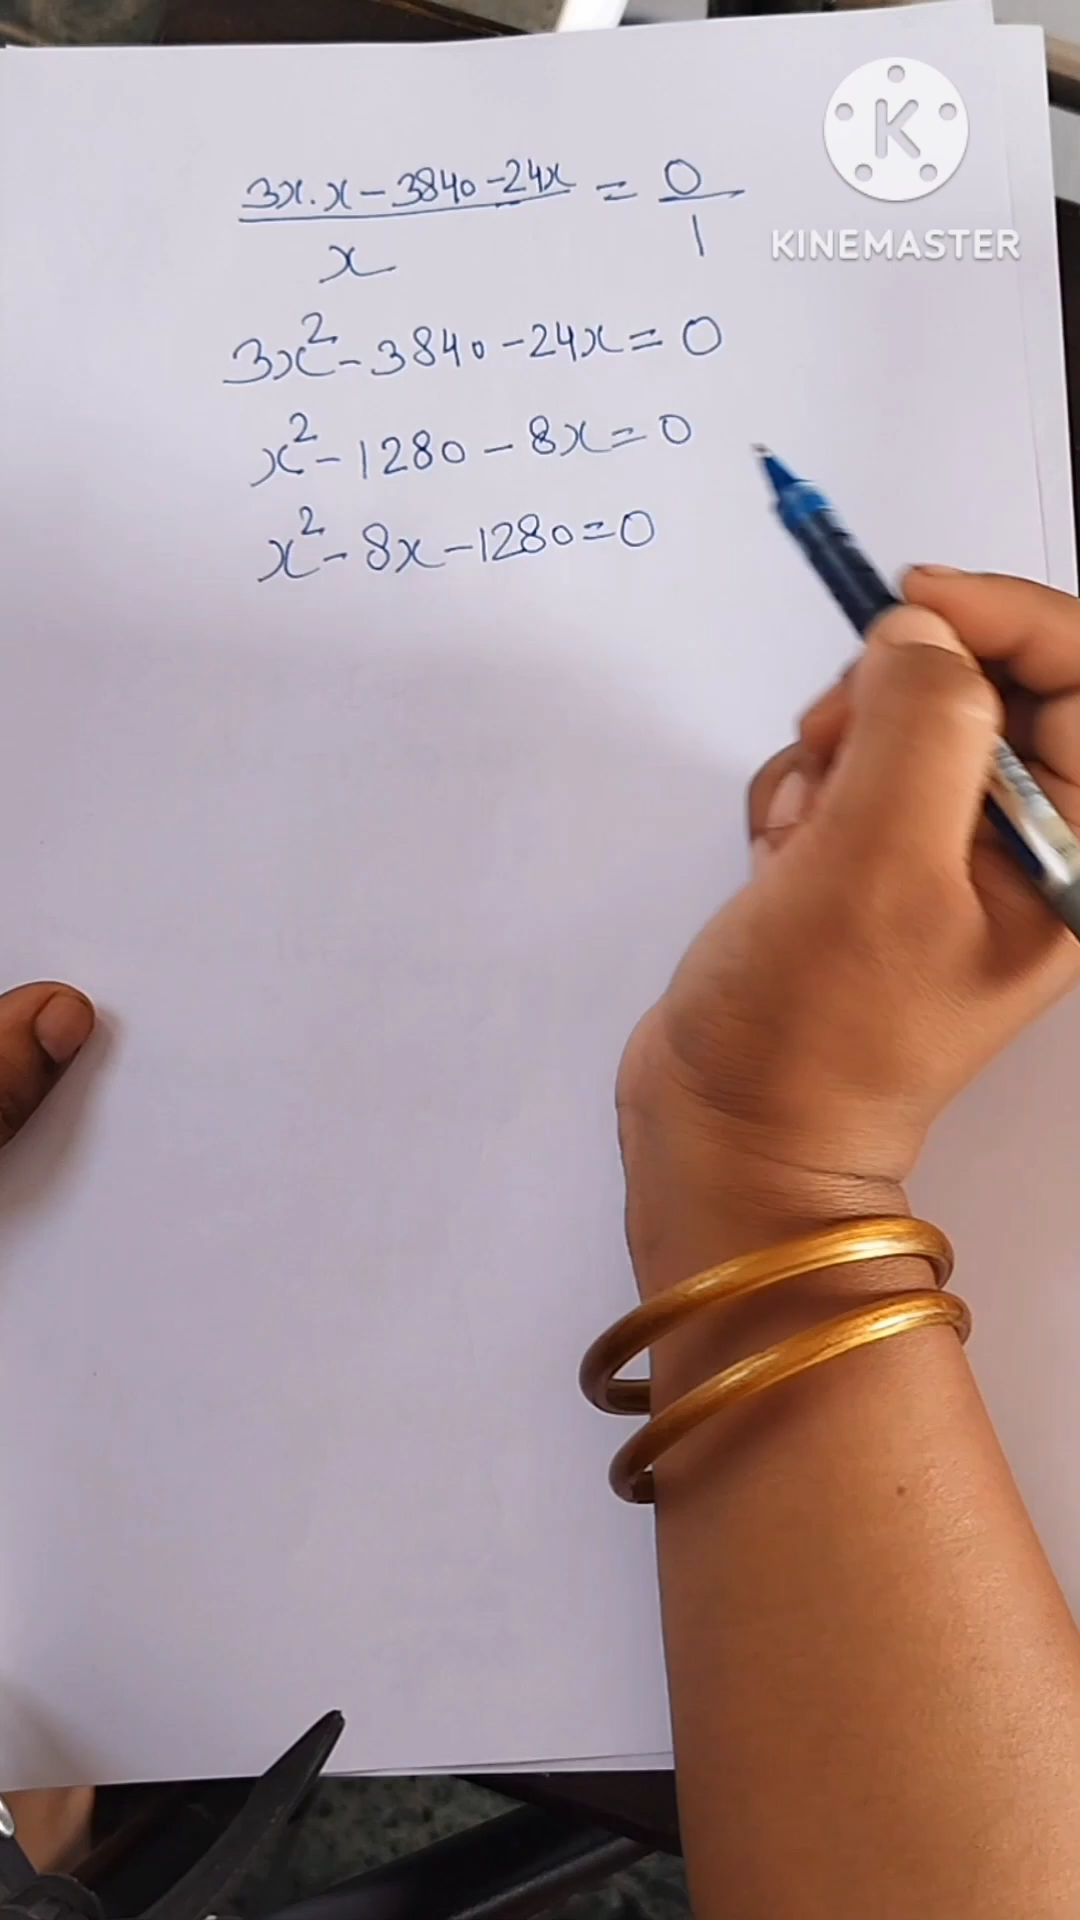 3x.x - 3840 - 24x / x = 0 / 1
KINEMASTER
3x² - 3840 - 24x = 0
x² - 1280 - 8x = 0
x² - 8x - 1280 = 0